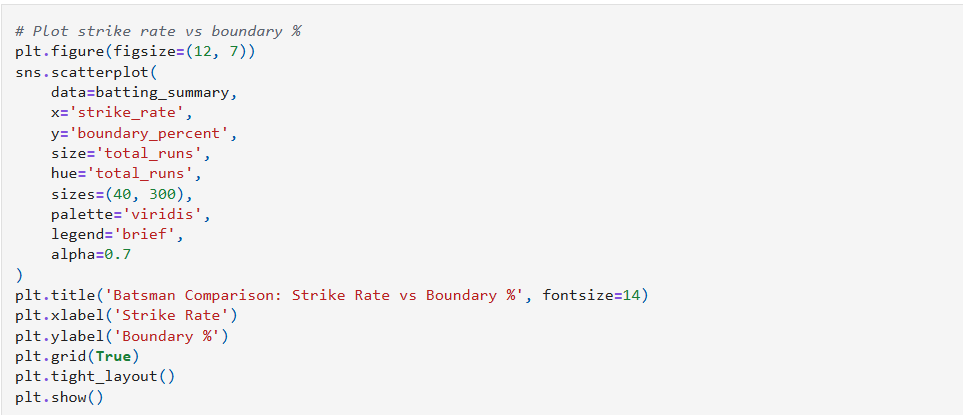 # Plot strike rate vs boundary %
plt.figure(figsize=(12, 7))
sns.scatterplot(
    data=batting_summary,
    x='strike_rate',
    y='boundary_percent',
    size='total_runs',
    hue='total_runs',
    sizes=(40, 300),
    palette='viridis',
    legend='brief',
    alpha=0.7
)
plt.title('Batsman Comparison: Strike Rate vs Boundary %', fontsize=14)
plt.xlabel('Strike Rate')
plt.ylabel('Boundary %')
plt.grid(True)
plt.tight_layout()
plt.show()